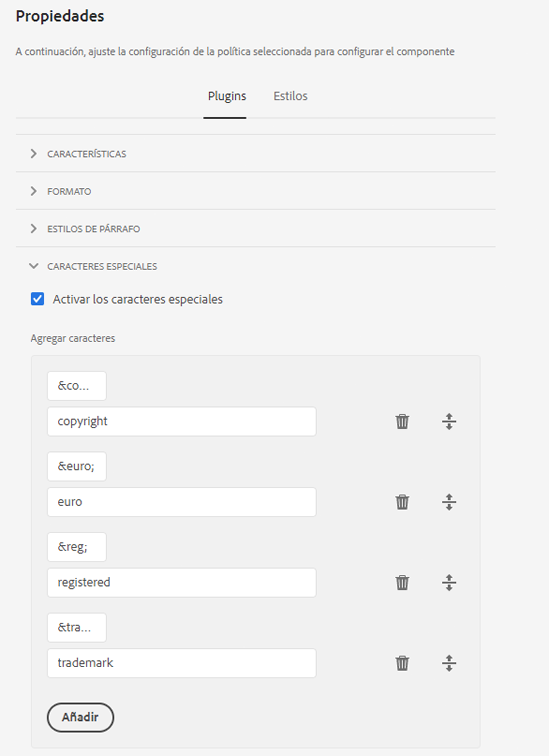 Propiedades
A continuación, ajuste la configuración de la política seleccionada para configurar el componente
Plugins Estilos
CARACTERÍSTICAS
FORMATO
ESTILOS DE PÁRRAFO
CARACTERES ESPECIALES
Activar los caracteres especiales
Agregar caracteres
&co...
copyright
&euro;
euro
&reg;
registered
&tra...
trademark
Añadir